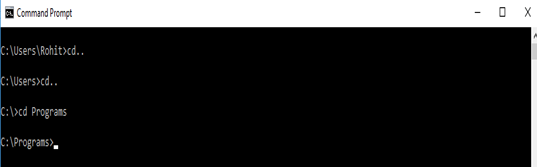 Command Prompt
C:\Users\Rohit>cd..
C:\Users>cd..
C:\>cd Programs
C:\Programs>